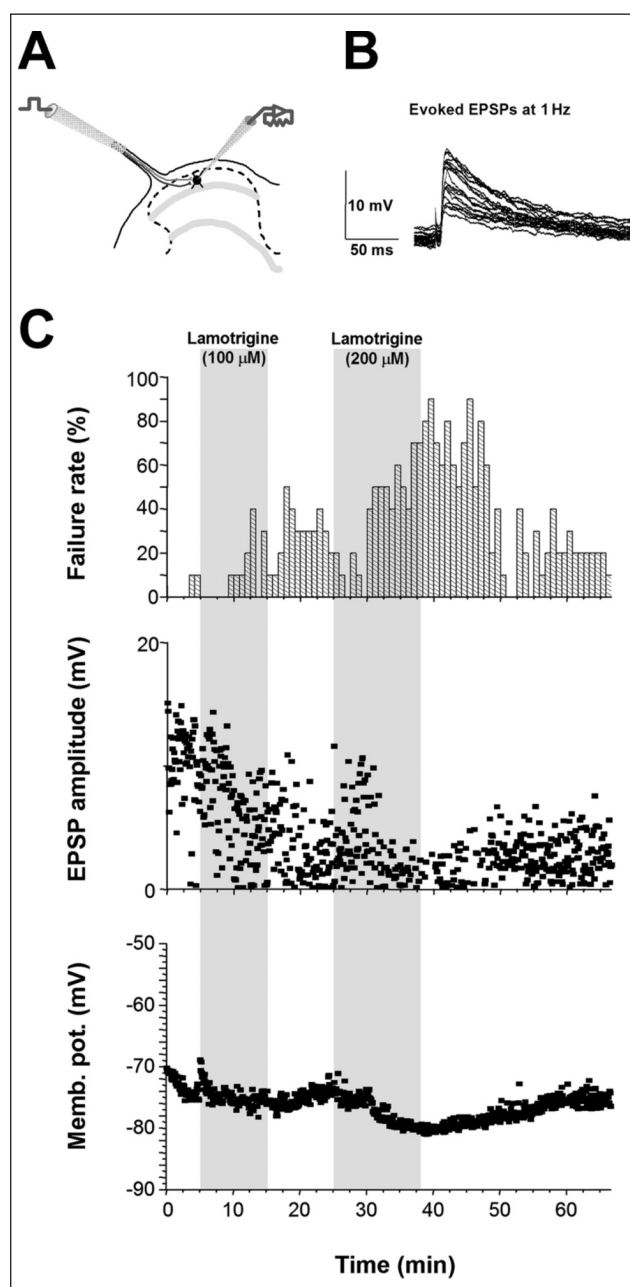 A
B
Evoked EPSPs at 1 Hz
10 mV
50 ms
C
Lamotrigine
(100 μM)
Lamotrigine
(200 μM)
Failure rate (%)
100
80
60
40
20
0
EPSP amplitude (mV)
20
0
Memb. pot. (mV)
-50
-60
-70
-80
-90
0 10 20 30 40 50 60
Time (min)